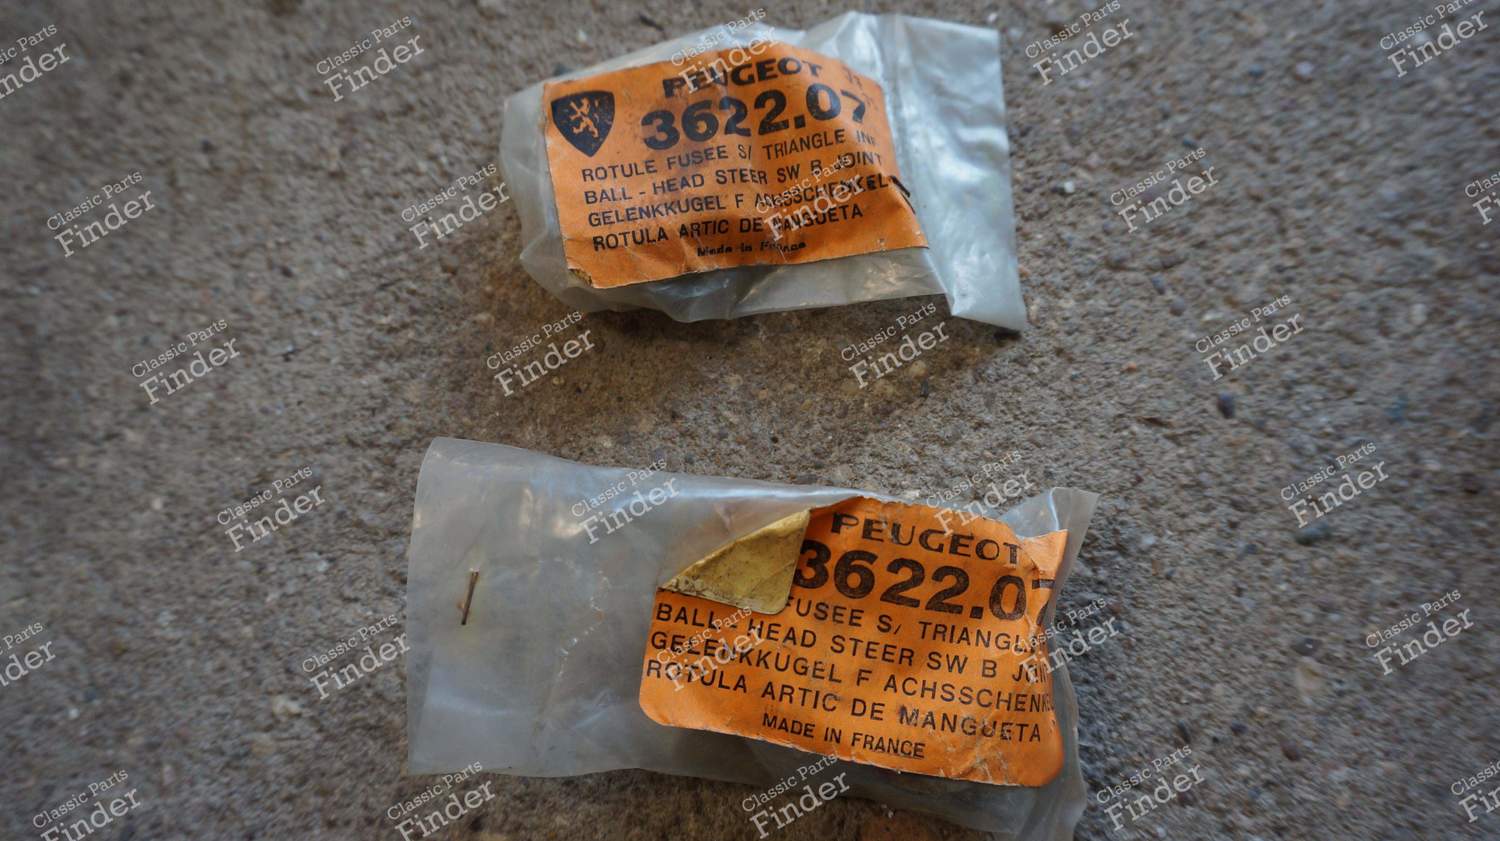 PEUGEOT
3622.07
ROTULE FUSEE S/ TRIANGLE
BALL - HEAD STEER SW B JOINT
GELENKKUGEL F ACHSSCHENKEL
ROTULA ARTIC DE MANGUETA
Made in France
PEUGEOT
3622.07
FUSEE S/ TRIANGLE
BALL - HEAD STEER SW B
GELENKKUGEL F ACHSSCHENKEL
ROTULA ARTIC DE MANGUETA
MADE IN FRANCE
Classic Parts
Finder